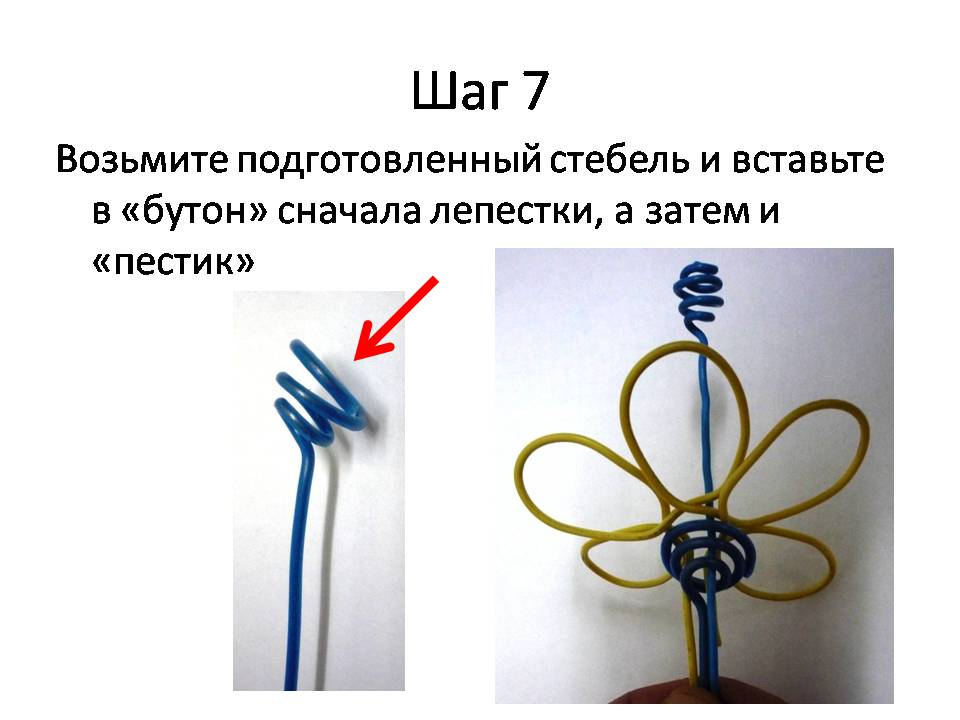 Шаг 7
Возьмите подготовленный стебель и вставьте
в «бутон» сначала лепестки, а затем и
«пестик»